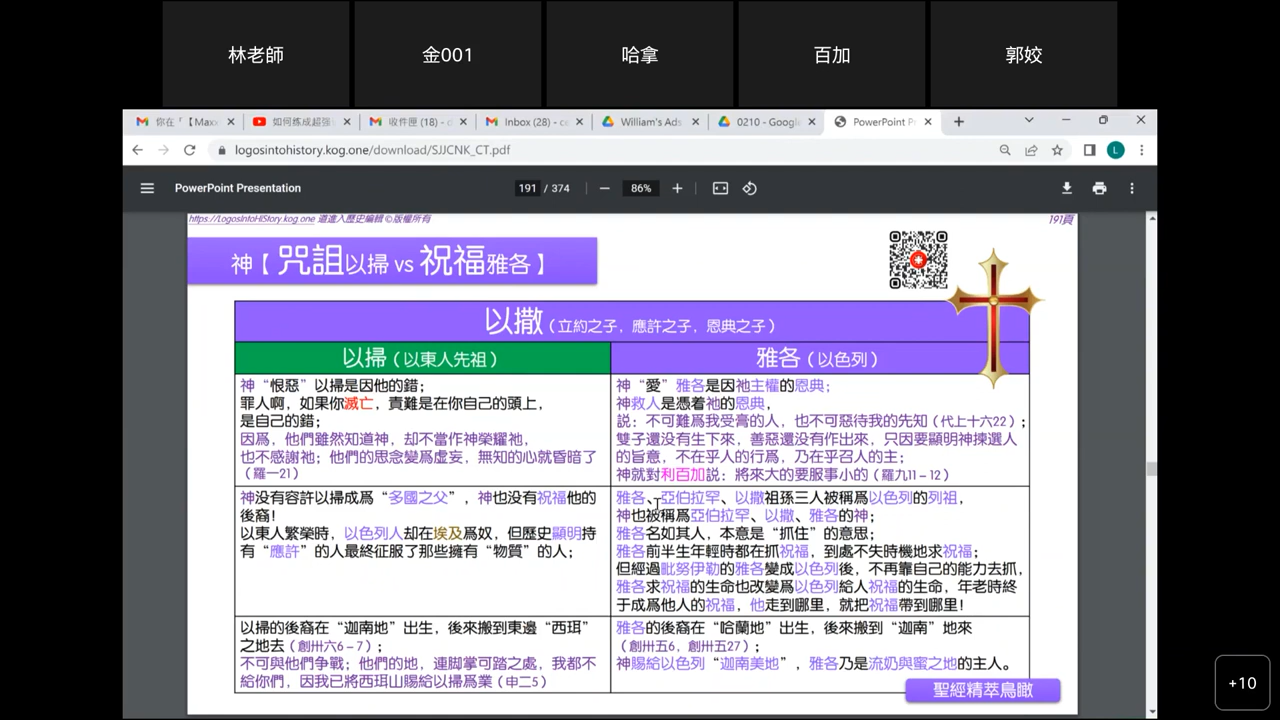 林老師
金001
哈拿
百加
郭姣
你在「【Max
如何炼成超强
收件匣 (18) - d
Inbox (28) - ce
William's Ads
0210 - Google
PowerPoint P
logosintohistory.kog.one/download/SJJCNK_CT.pdf
L
PowerPoint Presentation
191 / 374
86%
https://LogosIntoHiStory.kog.one 道進入歷史編輯 ©版權所有
191頁
神【 咒詛以掃 vs 祝福雅各 】
以撒（立約之子，應許之子，恩典之子）
以掃（以東人先祖）
雅各（以色列）
神“恨惡”以掃是因他的錯；
罪人啊，如果你滅亡，真難是在你自己的頭上，
是自己的錯；
因爲，他們雖然知道神，却不當作神榮耀祂，
也不感謝祂；他們的思念變爲虛妄，無知的心就昏暗了
（羅一21）
神“愛”雅各是因祂主權的恩典；
神救人是憑着祂的恩典，
説：不可難爲我受膏的人，也不可惡待我的先知（代上十六22）；
雙子還没有生下來，善惡還没有作出來，只因要顯明神揀選人
的旨意，不在乎人的行爲，乃在乎召人的主；
神就對利百加説：將來大的要服事小的（羅九11－12）
神没有容許以掃成爲“多國之父”，神也没有祝福他的
後裔！
以東人繁榮時，以色列人却在埃及爲奴，但歷史顯明持
有“應許”的人最終征服了那些擁有“物質”的人；
雅各、亞伯拉罕、以撒祖孫三人被稱爲以色列的列祖，
神也被稱爲亞伯拉罕、以撒、雅各的神；
雅各名如其人，本意是“抓住”的意思；
雅各前半生年輕時都在抓祝福，到處不失時機地求祝福；
但經過毗努伊勒的雅各變成以色列後，不再靠自己的能力去抓，
雅各求祝福的生命也改變爲以色列給人祝福的生命，年老時終
于成爲他人的祝福，他走到哪里，就把祝福帶到哪里！
以掃的後裔在“迦南地”出生，後來搬到東邊“西珥”
之地去（創卅六6－7）；
不可與他們争戰；他們的地，連脚掌可踏之處，我都不
給你們，因我已將西珥山賜給以掃爲業（申二5）
雅各的後裔在“哈蘭地”出生，後來搬到“迦南”地來
（創卅五6，創卅五27）；
神賜給以色列“迦南美地”，雅各乃是流奶與蜜之地的主人。
聖經精萃鳥瞰
+10